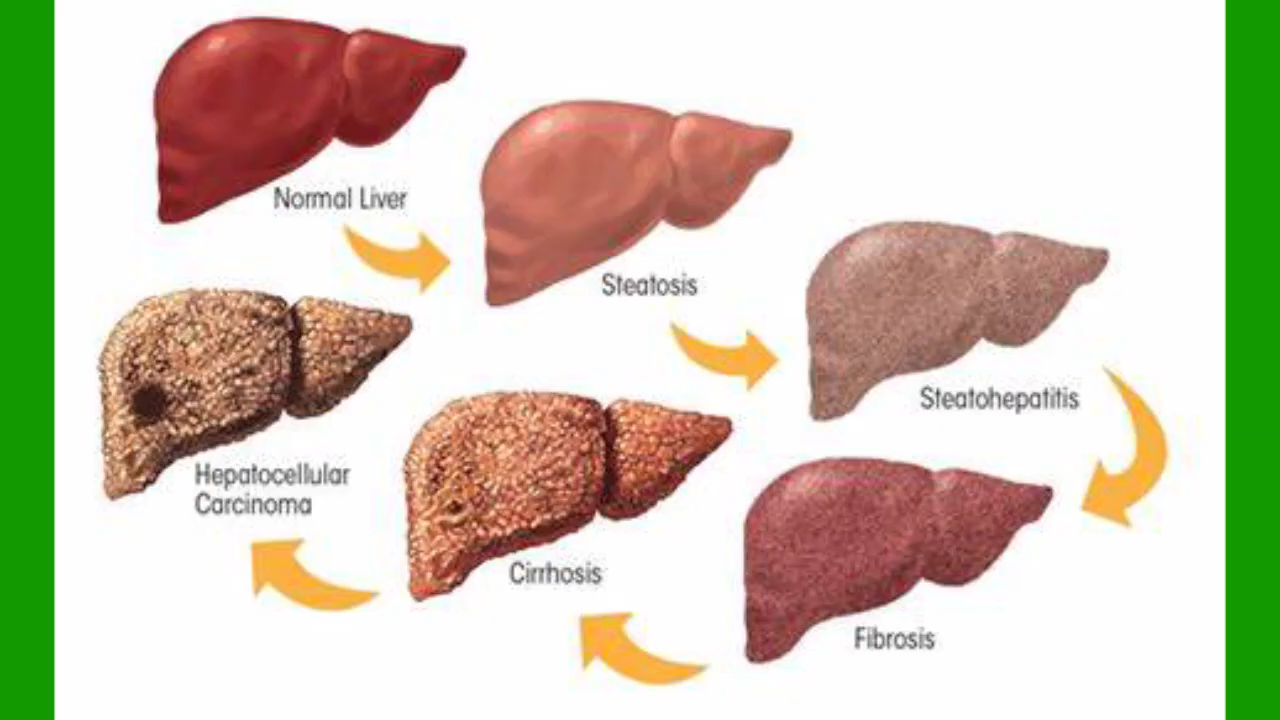 Normal Liver
Steatosis
Steatohepatitis
Fibrosis
Cirrhosis
Hepatocellular
Carcinoma